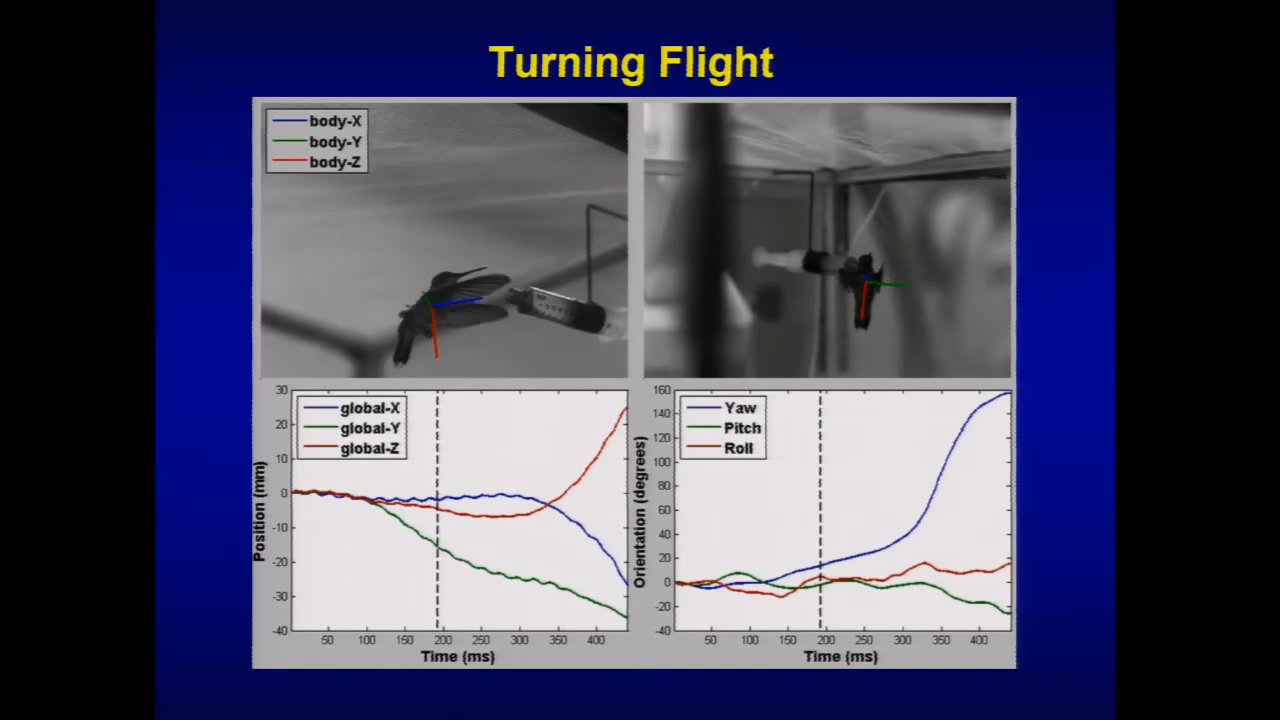 Turning Flight
body-X
body-Y
body-Z
30
20
10
0
-10
-20
-30
-40
Position (mm)
global-X
global-Y
global-Z
50
100
150
200
250
300
350
400
Time (ms)
160
140
120
100
80
60
40
20
0
-20
-40
Orientation (degrees)
Yaw
Pitch
Roll
50
100
150
200
250
300
350
400
Time (ms)